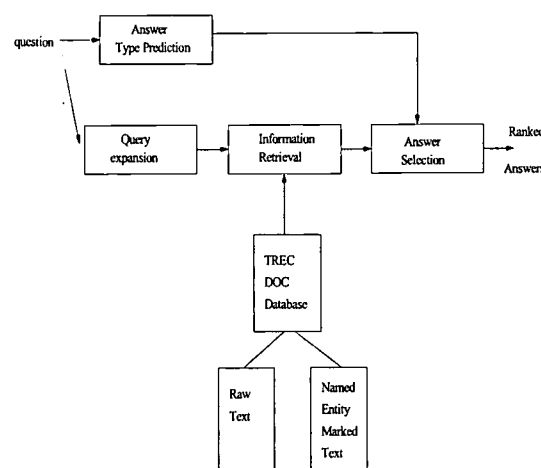 question
Answer
Type Prediction
Query
expansion
Information
Retrieval
Answer
Selection
Ranked
Answers
TREC
DOC
Database
Raw
Text
Named
Entity
Marked
Text